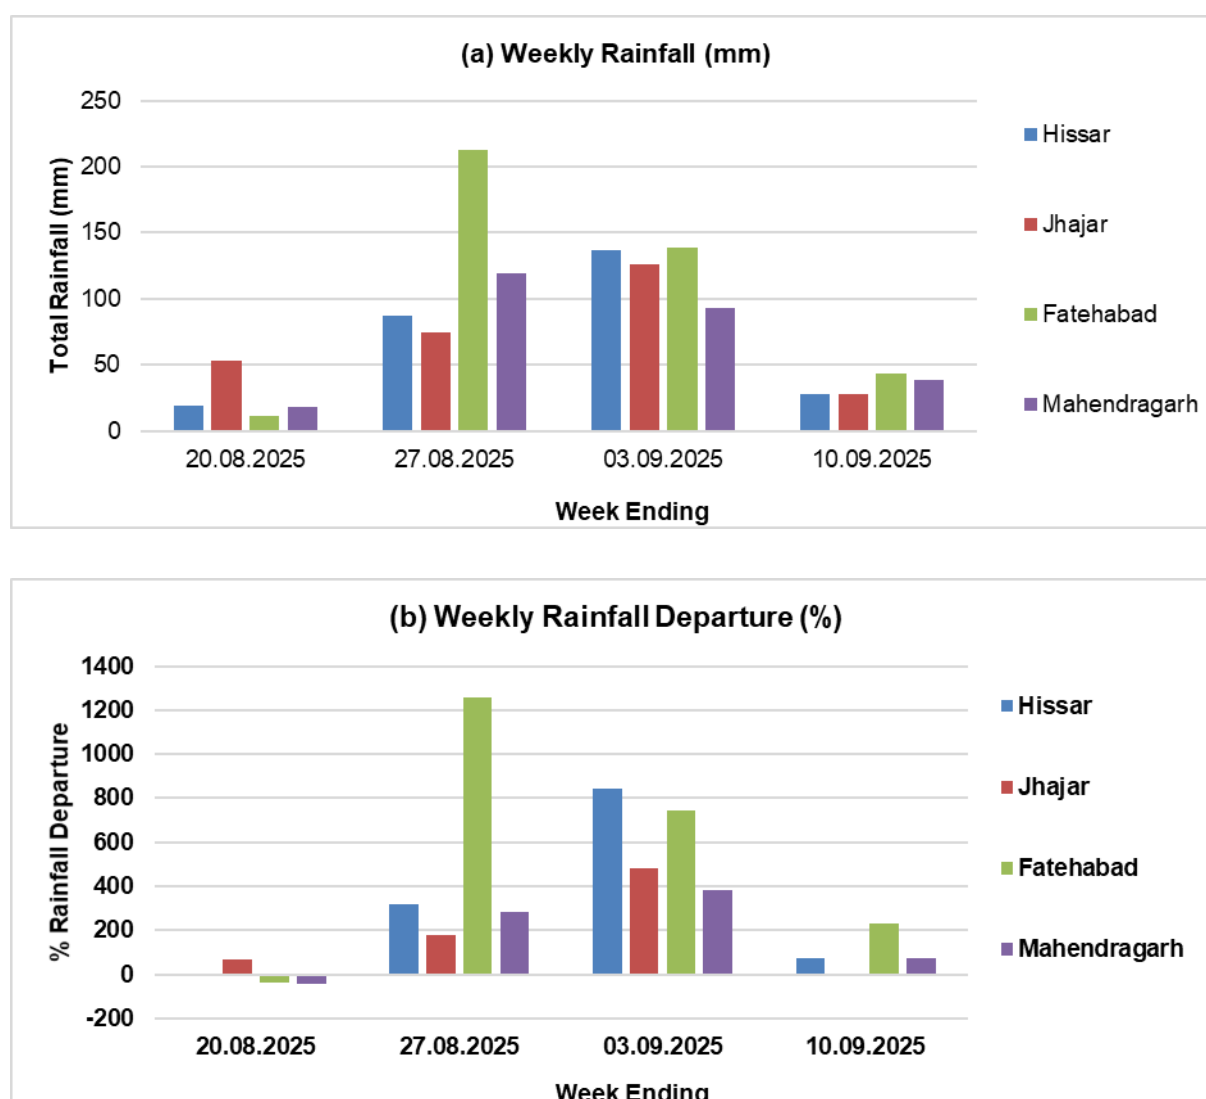 (a) Weekly Rainfall (mm)
Total Rainfall (mm)
250
200
150
100
50
0
20.08.2025 27.08.2025 03.09.2025 10.09.2025
Week Ending
Hissar
Jhajar
Fatehabad
Mahendragarh
(b) Weekly Rainfall Departure (%)
% Rainfall Departure
1400
1200
1000
800
600
400
200
0
-200
20.08.2025 27.08.2025 03.09.2025 10.09.2025
Week Ending
Hissar
Jhajar
Fatehabad
Mahendragarh